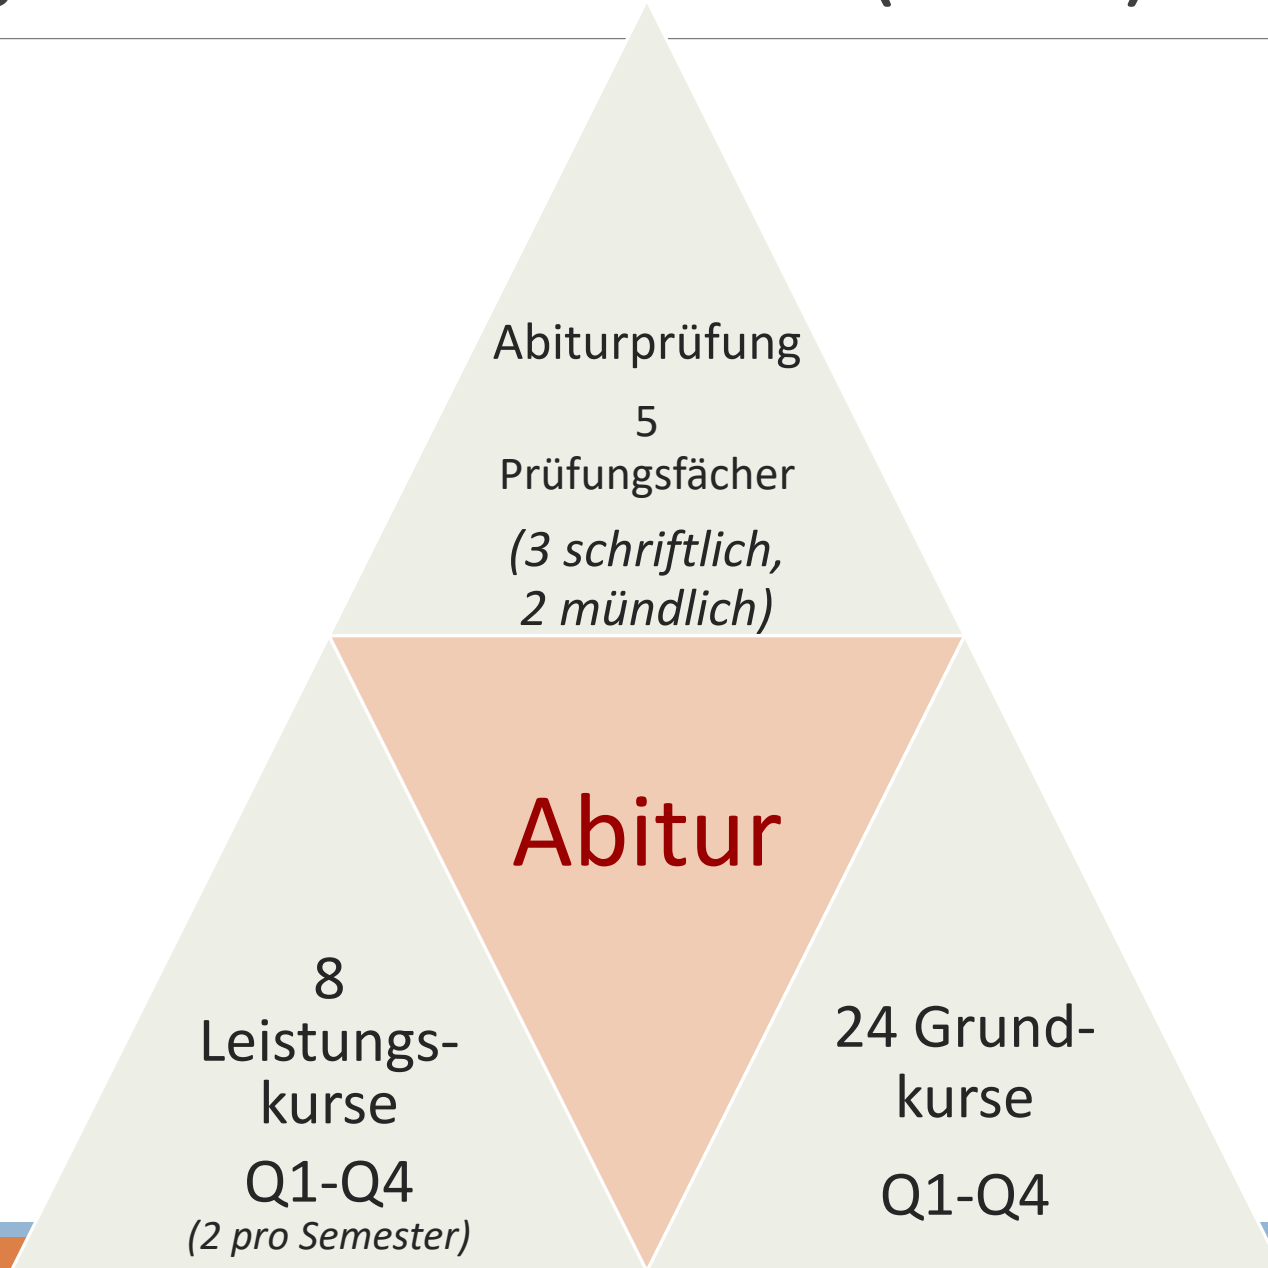 Abiturprüfung
5
Prüfungsfächer
(3 schriftlich,
2 mündlich)
Abitur
8
Leistungs-
kurse
Q1-Q4
(2 pro Semester)
24 Grund-
kurse
Q1-Q4